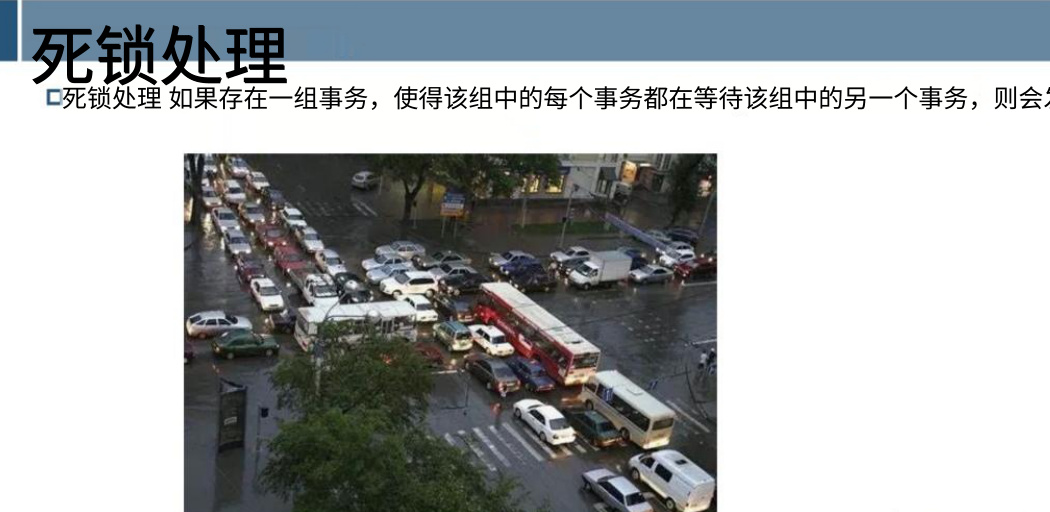 死锁处理
死锁处理 如果存在一组事务，使得该组中的每个事务都在等待该组中的另一个事务，则会